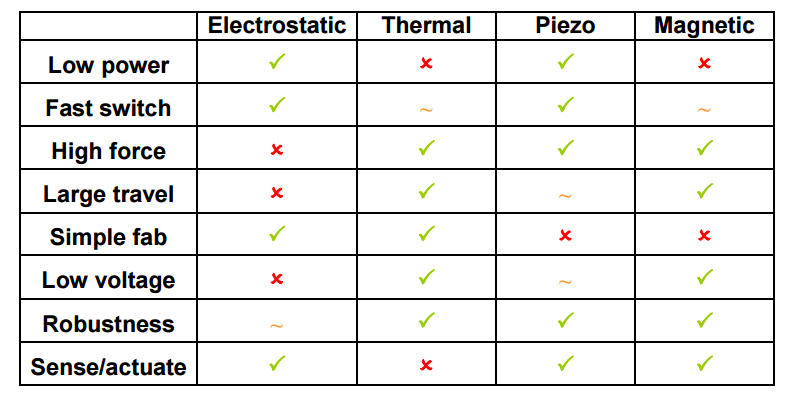 Electrostatic Thermal Piezo Magnetic
Low power ✓ ✗ ✓ ✗
Fast switch ✓ ~ ✓ ~
High force ✗ ✓ ✓ ✓
Large travel ✗ ✓ ~ ✓
Simple fab ✓ ✓ ✗ ✗
Low voltage ✗ ✓ ~ ✓
Robustness ~ ✓ ✓ ✓
Sense/actuate ✓ ✗ ✓ ✓